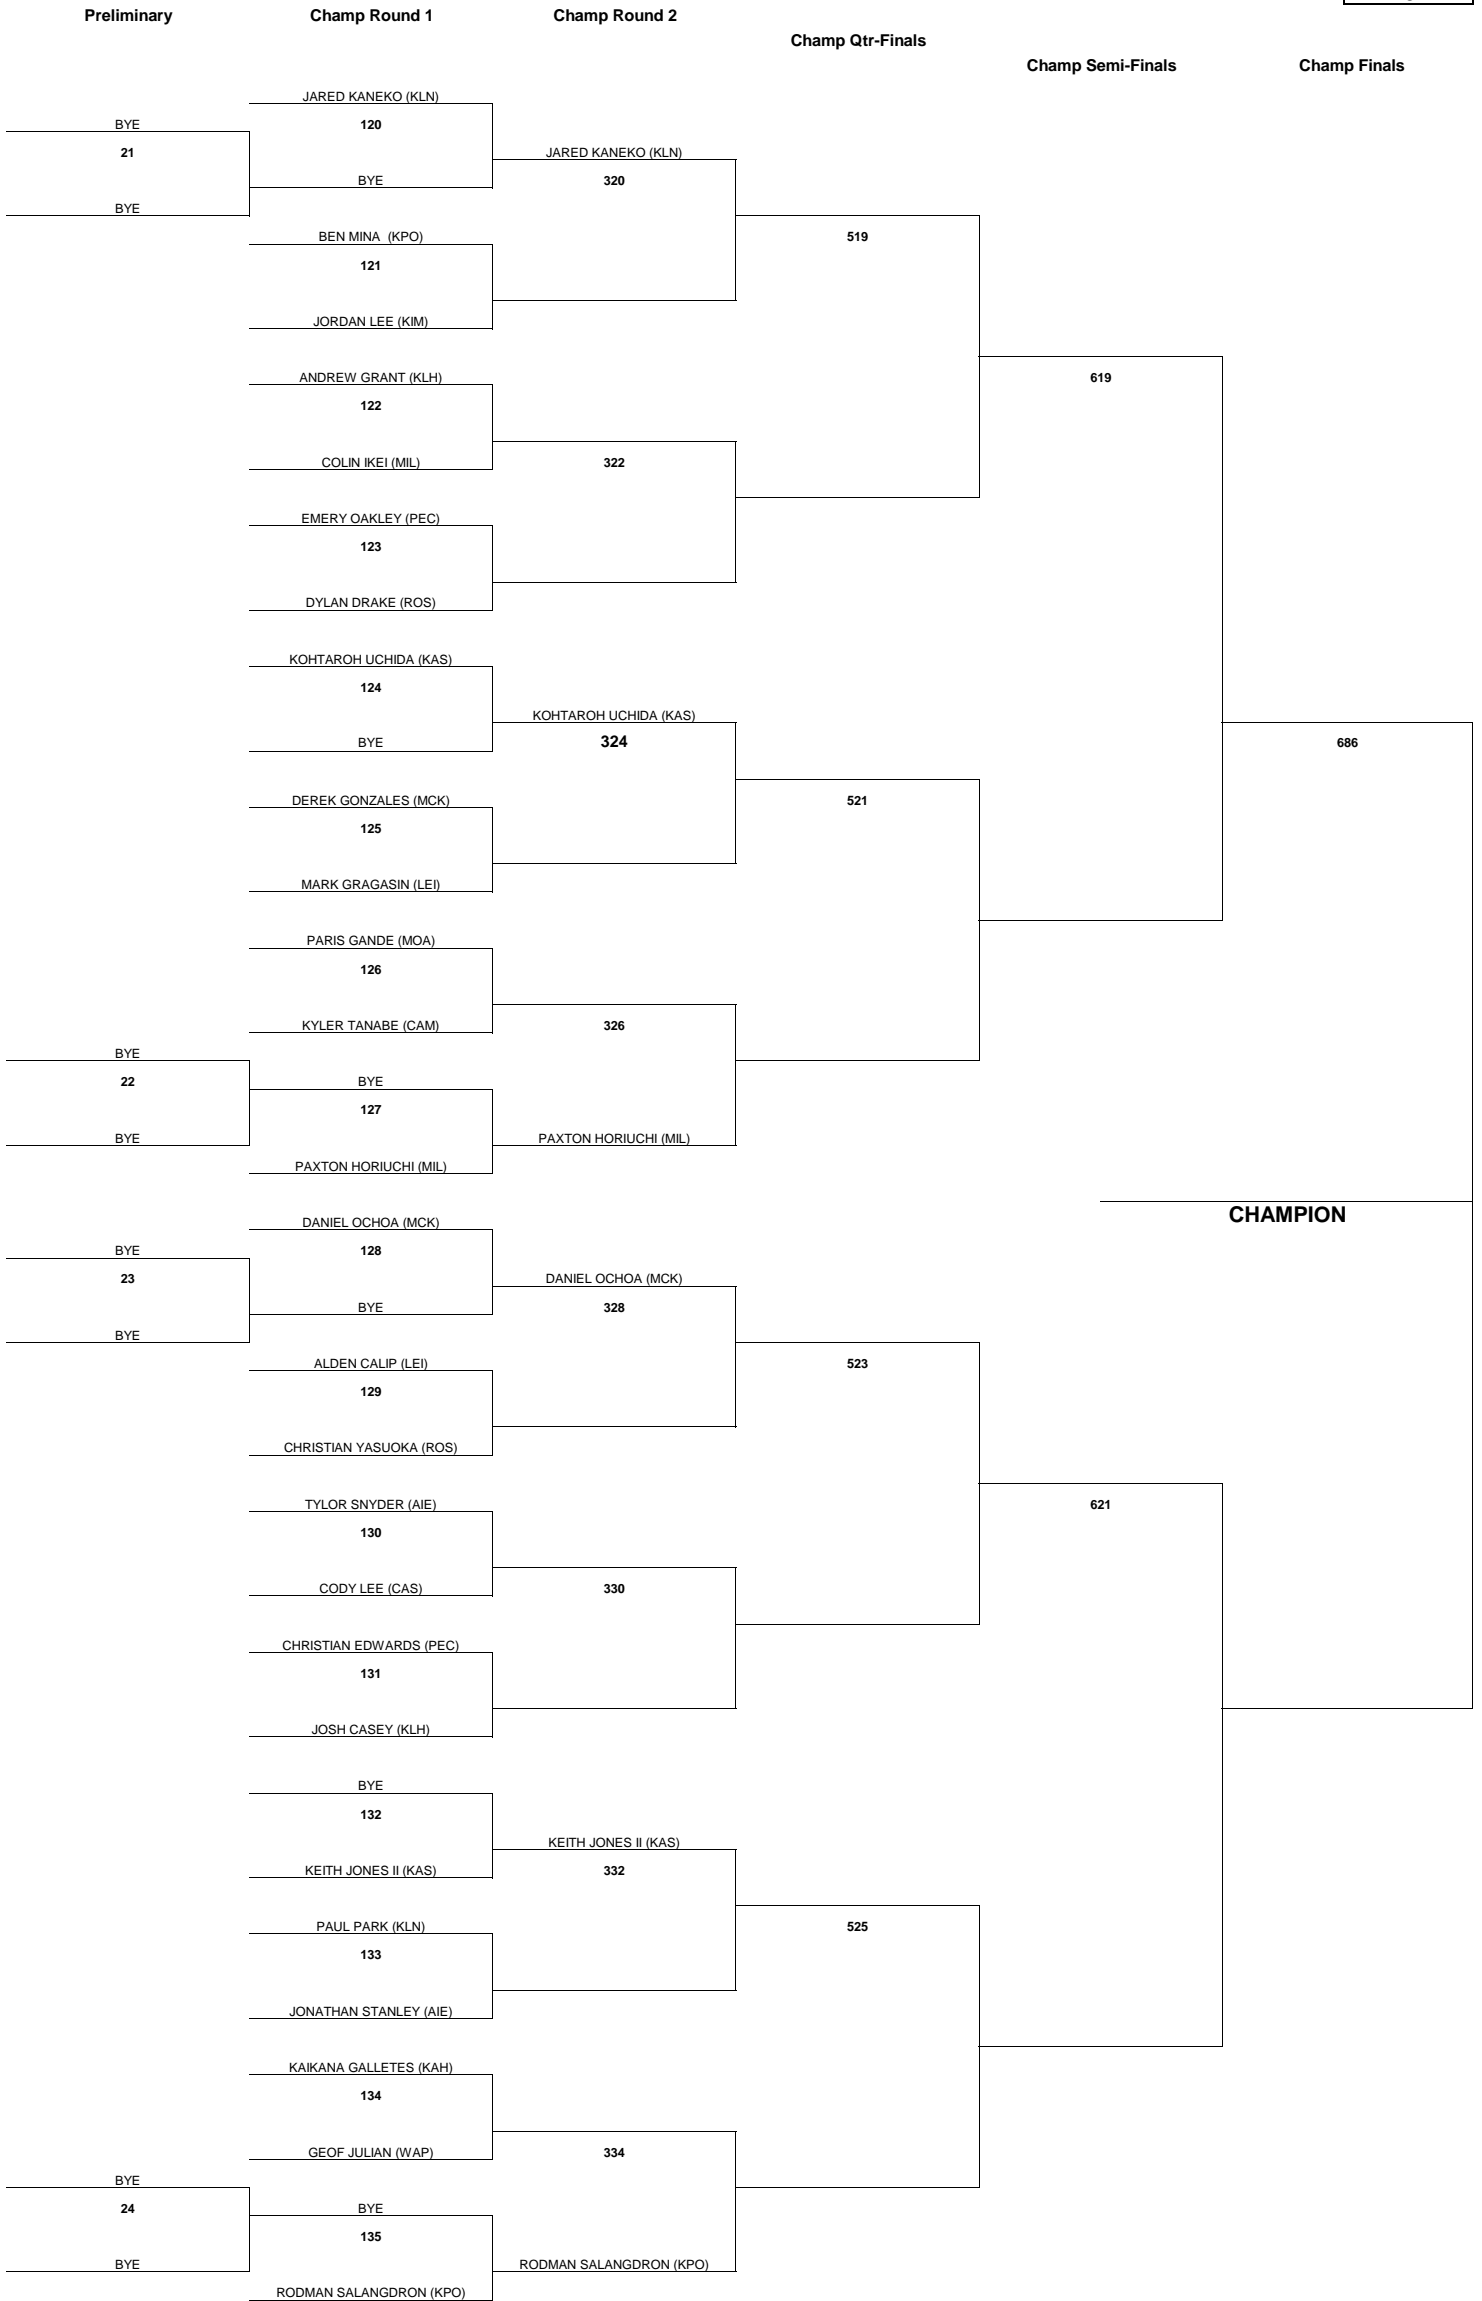 Preliminary
Champ Round 1
Champ Round 2
Champ Qtr-Finals
Champ Semi-Finals
Champ Finals
JARED KANEKO (KLN)
BYE
120
21
JARED KANEKO (KLN)
BYE
320
BYE
BEN MINA (KPO)
519
121
JORDAN LEE (KIM)
ANDREW GRANT (KLH)
619
122
COLIN IKEI (MIL)
322
EMERY OAKLEY (PEC)
123
DYLAN DRAKE (ROS)
KOHTAROH UCHIDA (KAS)
124
KOHTAROH UCHIDA (KAS)
BYE
324
686
DEREK GONZALES (MCK)
521
125
MARK GRAGASIN (LEI)
PARIS GANDE (MOA)
126
KYLER TANABE (CAM)
326
BYE
22
BYE
127
BYE
PAXTON HORIUCHI (MIL)
PAXTON HORIUCHI (MIL)
CHAMPION
DANIEL OCHOA (MCK)
BYE
128
23
DANIEL OCHOA (MCK)
BYE
328
BYE
ALDEN CALIP (LEI)
523
129
CHRISTIAN YASUOKA (ROS)
TYLOR SNYDER (AIE)
621
130
CODY LEE (CAS)
330
CHRISTIAN EDWARDS (PEC)
131
JOSH CASEY (KLH)
BYE
132
KEITH JONES II (KAS)
KEITH JONES II (KAS)
332
PAUL PARK (KLN)
525
133
JONATHAN STANLEY (AIE)
KAIKANA GALLETES (KAH)
134
GEOF JULIAN (WAP)
334
BYE
24
BYE
135
BYE
RODMAN SALANGDRON (KPO)
RODMAN SALANGDRON (KPO)